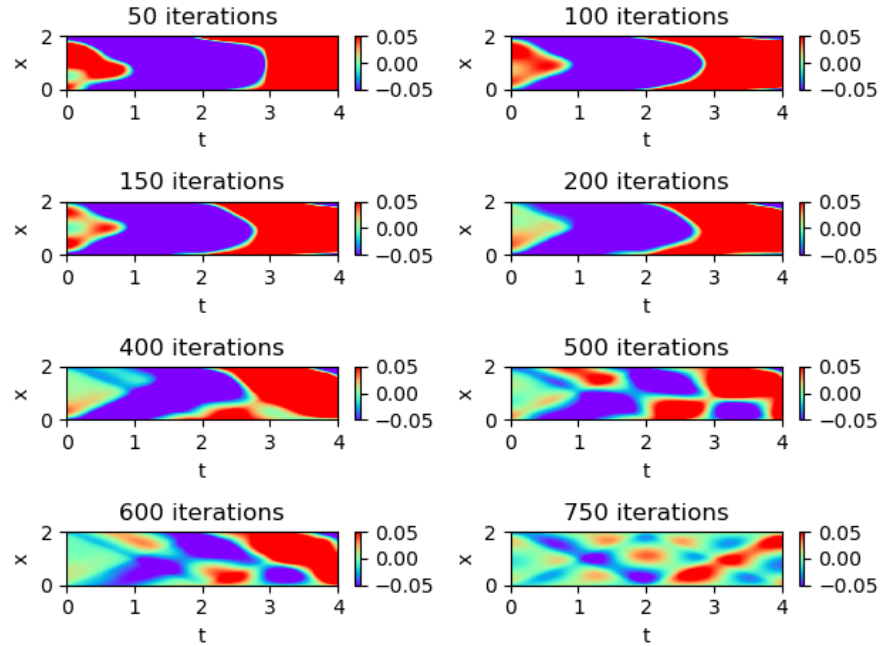 50 iterations
100 iterations
2
x
0
0 1 2 3 4
t
0.05
0.00
−0.05
2
x
0
0 1 2 3 4
t
0.05
0.00
−0.05
150 iterations
200 iterations
2
x
0
0 1 2 3 4
t
0.05
0.00
−0.05
2
x
0
0 1 2 3 4
t
0.05
0.00
−0.05
400 iterations
500 iterations
2
x
0
0 1 2 3 4
t
0.05
0.00
−0.05
2
x
0
0 1 2 3 4
t
0.05
0.00
−0.05
600 iterations
750 iterations
2
x
0
0 1 2 3 4
t
0.05
0.00
−0.05
2
x
0
0 1 2 3 4
t
0.05
0.00
−0.05